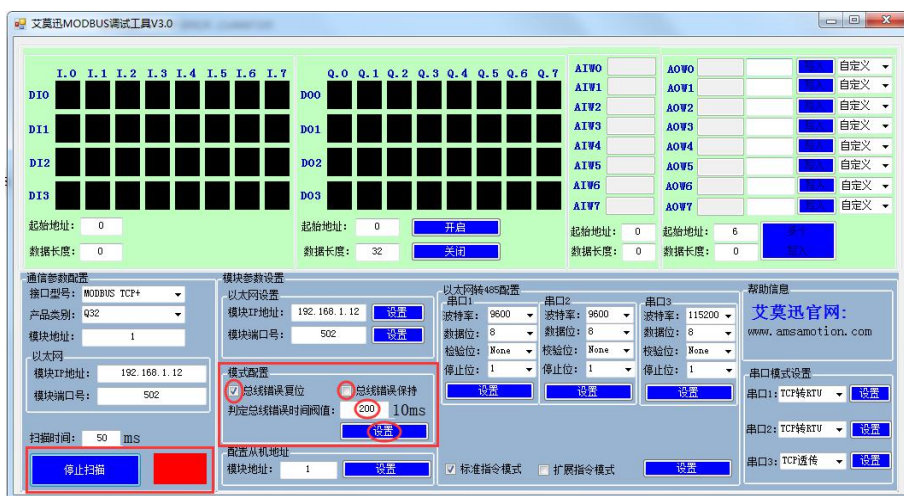 艾莫迅MODBUS调试工具V3.0
I.0 I.1 I.2 I.3 I.4 I.5 I.6 I.7
Q.0 Q.1 Q.2 Q.3 Q.4 Q.5 Q.6 Q.7
DI0
DI1
DI2
DI3
起始地址: 0
数据长度: 0
DO0
DO1
DO2
DO3
起始地址: 0 开启
数据长度: 32 关闭
AIW0
AIW1
AIW2
AIW3
AIW4
AIW5
AIW6
AIW7
起始地址: 0
数据长度: 0
AOW0 自定义
AOW1 自定义
AOW2 自定义
AOW3 自定义
AOW4 自定义
AOW5 自定义
AOW6 自定义
AOW7 自定义
起始地址: 6
数据长度: 0
通信参数配置
接口型号: MODBUS TCP+
产品类别: Q32
模块地址: 1
以太网
模块IP地址: 192.168.1.12
模块端口号: 502
扫描时间: 50 ms
停止扫描
模块参数设置
以太网设置
模块IP地址: 192.168.1.12 设置
模块端口号: 502 设置
模式配置
总线错误复位 总线错误保持
判定总线错误时间阀值: 200 10ms
设置
配置从机地址
模块地址: 1 设置
以太网转485配置
串口1
波特率: 9600
数据位: 8
检验位: None
停止位: 1
设置
串口2
波特率: 9600
数据位: 8
校验位: None
停止位: 1
设置
串口3
波特率: 115200
数据位: 8
校验位: None
停止位: 1
设置
标准指令模式 扩展指令模式 设置
帮助信息
艾莫迅官网:
www.amsamotion.com
串口模式设置
串口1: TCP转RTU 设置
串口2: TCP转RTU 设置
串口3: TCP透传 设置